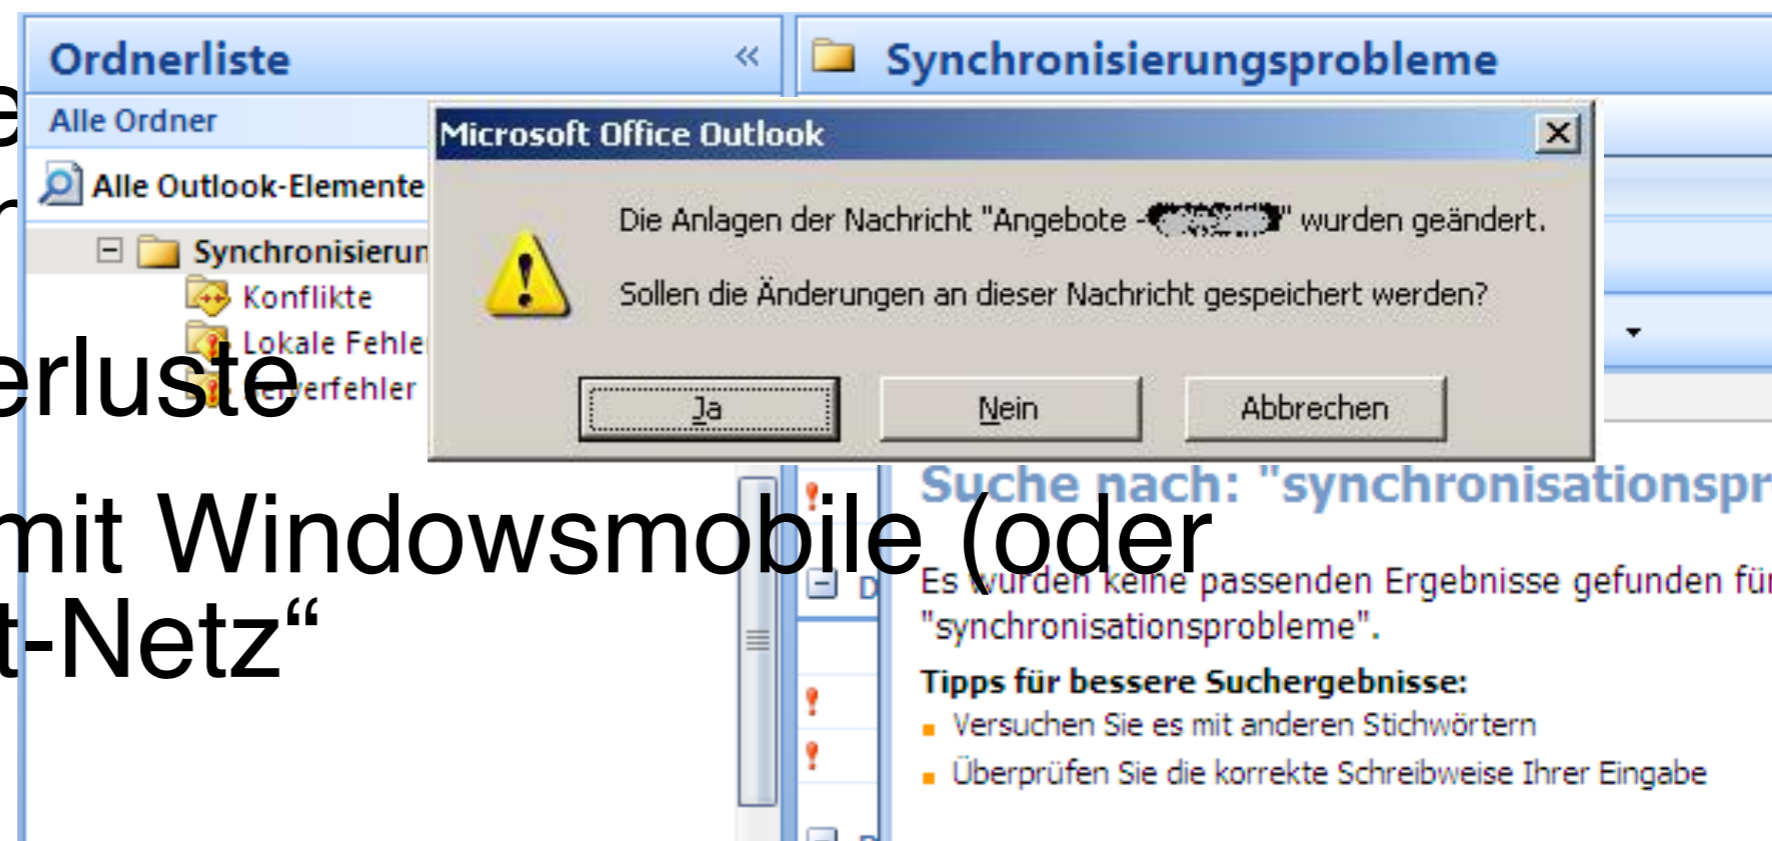 Ordnerliste «
Synchronisierungsprobleme
Alle Ordner
Alle Outlook-Elemente
Synchronisierun
Konflikte
Lokale Fehle
Serverfehler
Microsoft Office Outlook
Die Anlagen der Nachricht "Angebote - " wurden geändert.
Sollen die Änderungen an dieser Nachricht gespeichert werden?
Ja Nein Abbrechen
erluste
mit Windowsmobile (oder
t-Netz“
Suche nach: "synchronisationspr
Es wurden keine passenden Ergebnisse gefunden für
"synchronisationsprobleme".
Tipps für bessere Suchergebnisse:
Versuchen Sie es mit anderen Stichwörtern
Überprüfen Sie die korrekte Schreibweise Ihrer Eingabe